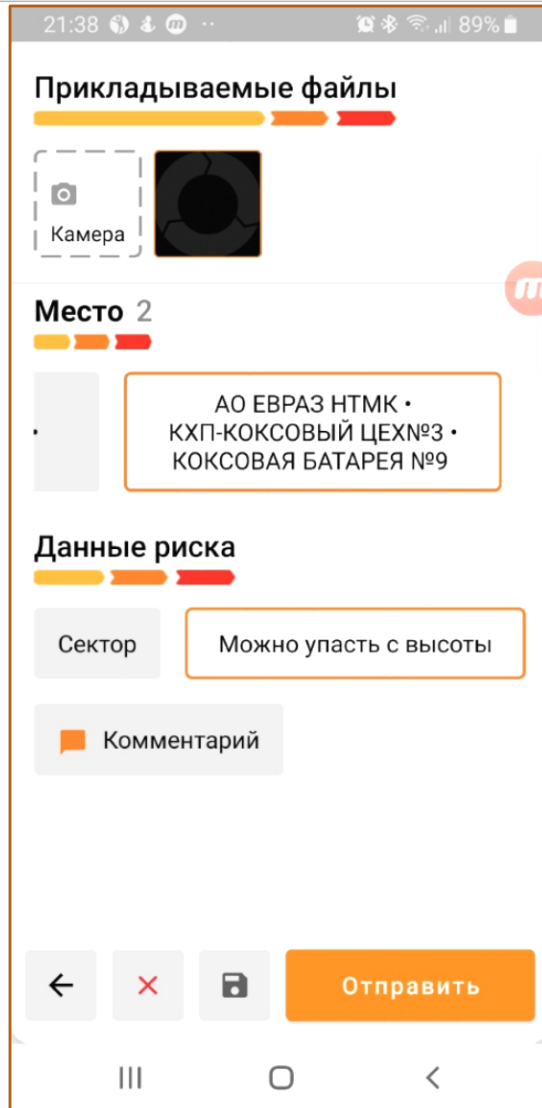 21:38 89%
Прикладываемые файлы
Камера
Место 2
АО ЕВРАЗ НТМК •
КХП-КОКСОВЫЙ ЦЕХ№3 •
КОКСОВАЯ БАТАРЕЯ №9
Данные риска
Сектор
Можно упасть с высоты
Комментарий
Отправить